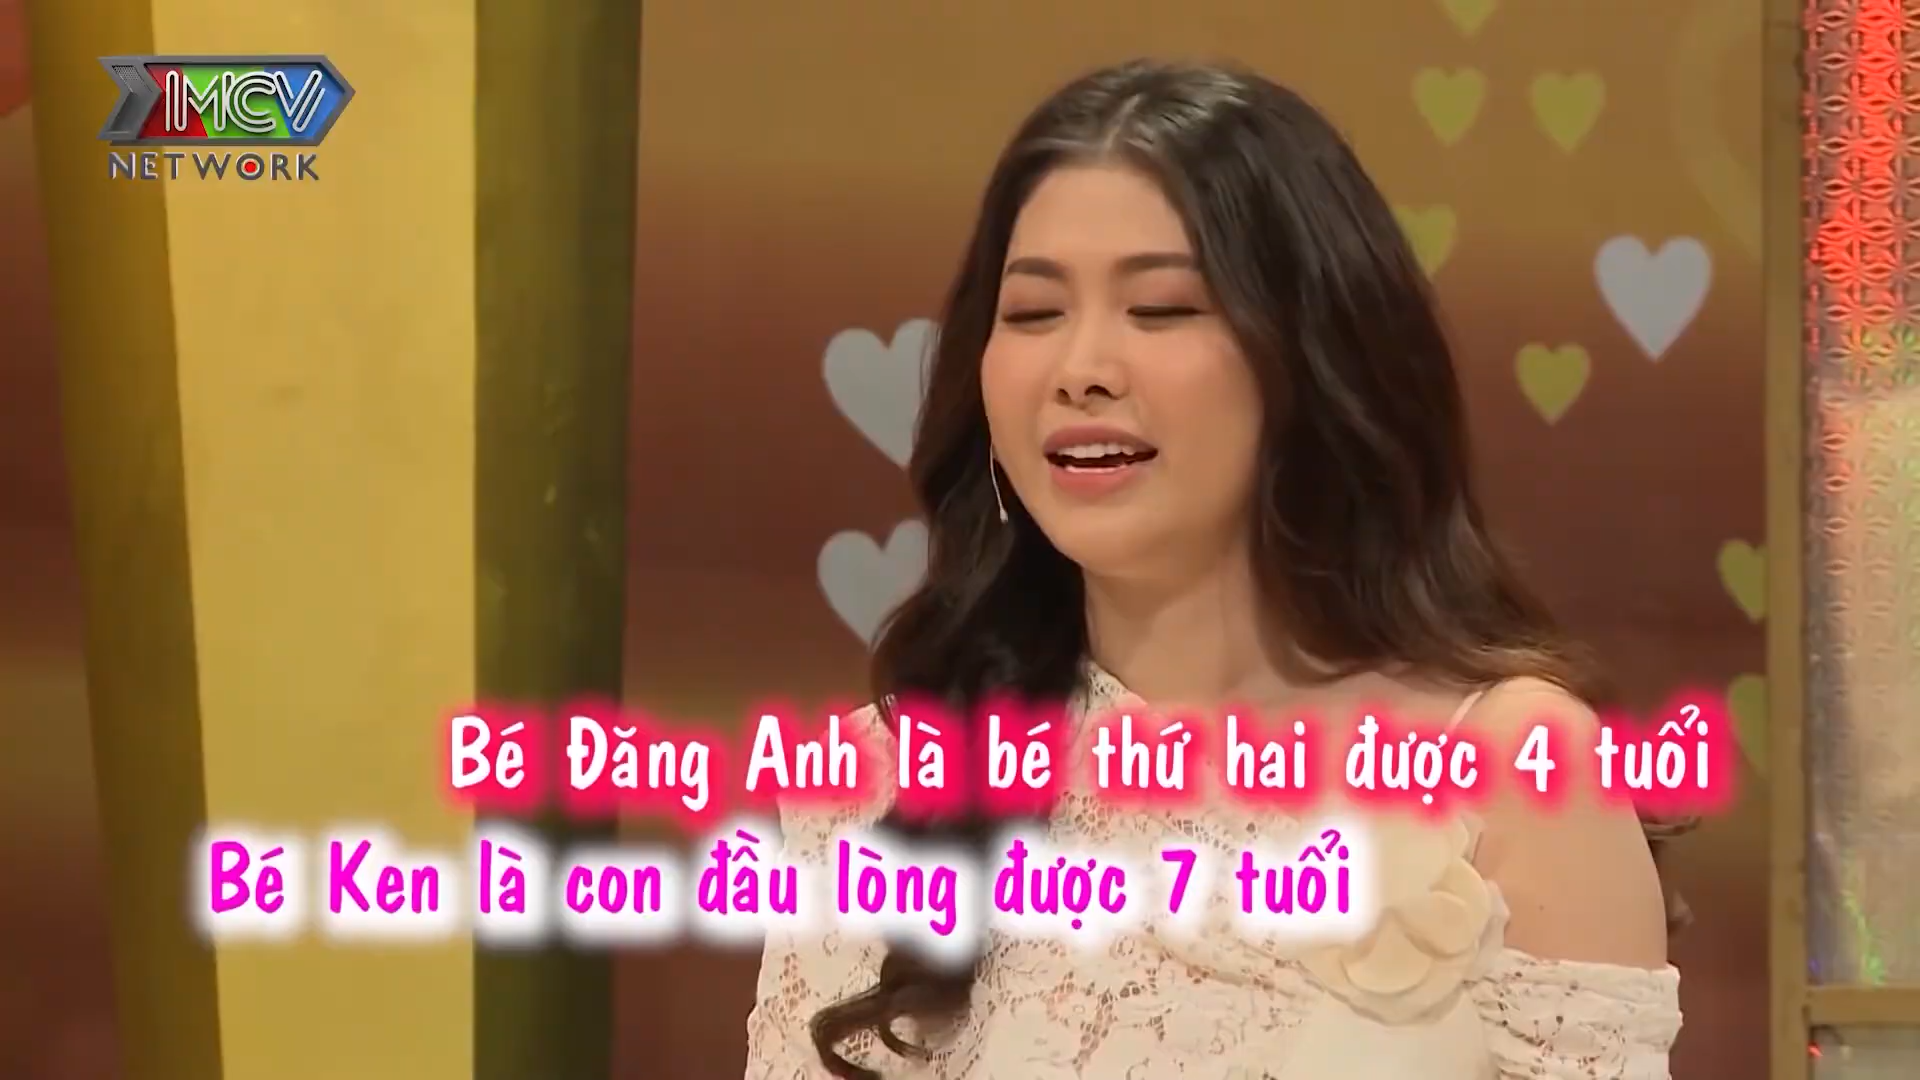 MCV
NETWORK
Bé Đăng Anh là bé thứ hai được 4 tuổi
Bé Ken là con đầu lòng được 7 tuổi